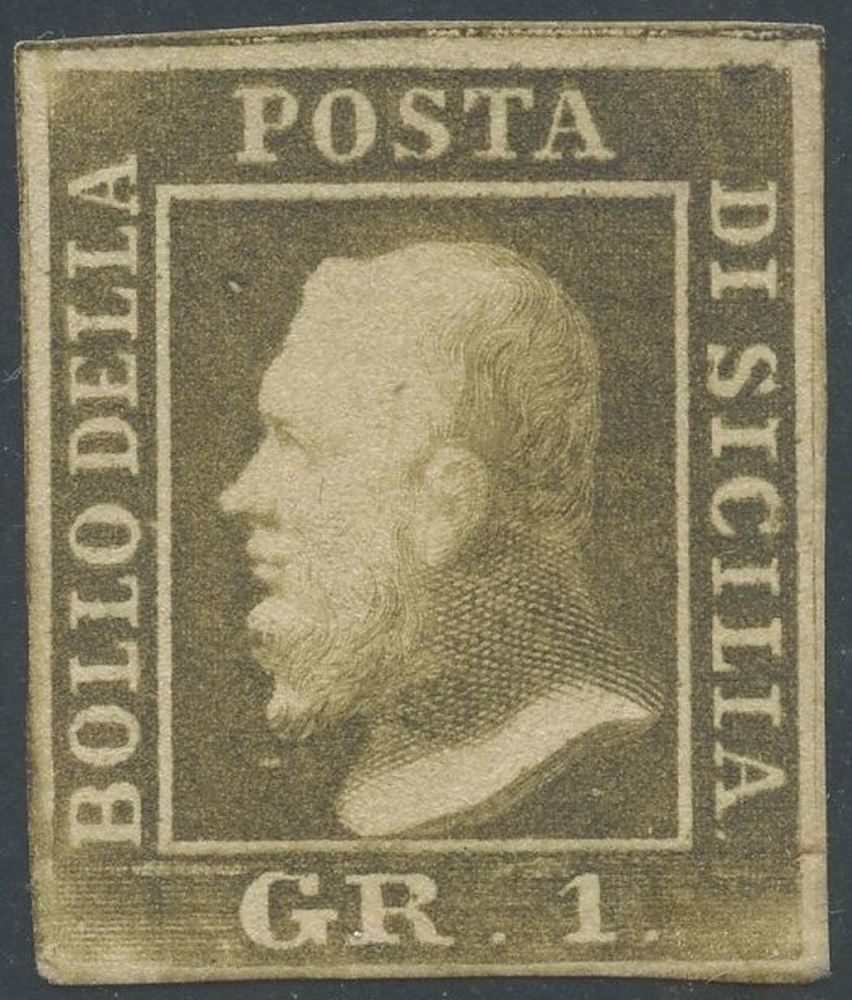 BOLLO DELLA
POSTA
DI SICILIA
GR. 1.